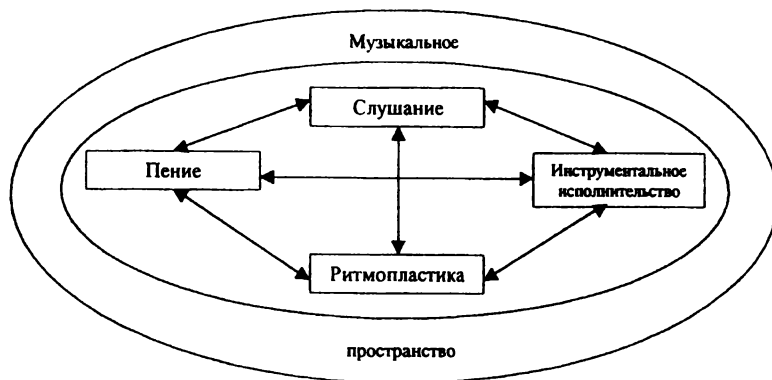 Музыкальное
Слушание
Пение
Инструментальное
исполнительство
Ритмопластика
пространство